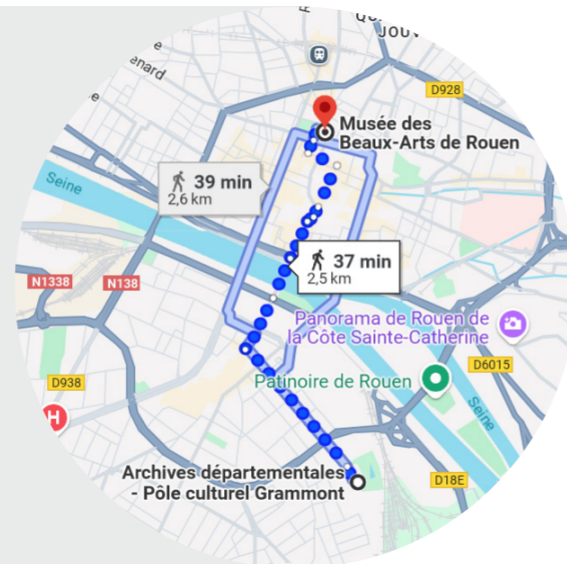 JOUV
enard
e
e
D928
Musée des
Beaux-Arts de Rouen
39 min
2,6 km
Seine
37 min
2,5 km
N1338
N138
Panorama de Rouen de
la Côte Sainte-Catherine
D6015
D938
Patinoire de Rouen
H
Seine
Archives départementales
- Pôle culturel Grammont
D18E